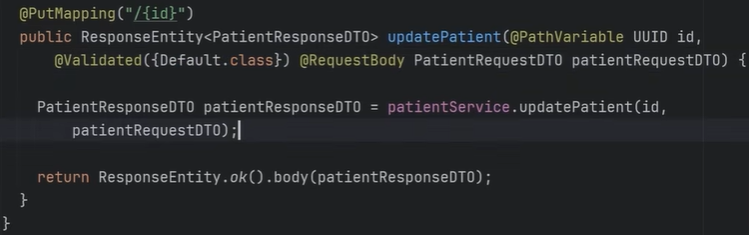 @PutMapping("/{id}")
public ResponseEntity<PatientResponseDTO> updatePatient(@PathVariable UUID id,
@Validated({Default.class}) @RequestBody PatientRequestDTO patientRequestDTO) {
PatientResponseDTO patientResponseDTO = patientService.updatePatient(id,
patientRequestDTO);
return ResponseEntity.ok().body(patientResponseDTO);
}
}